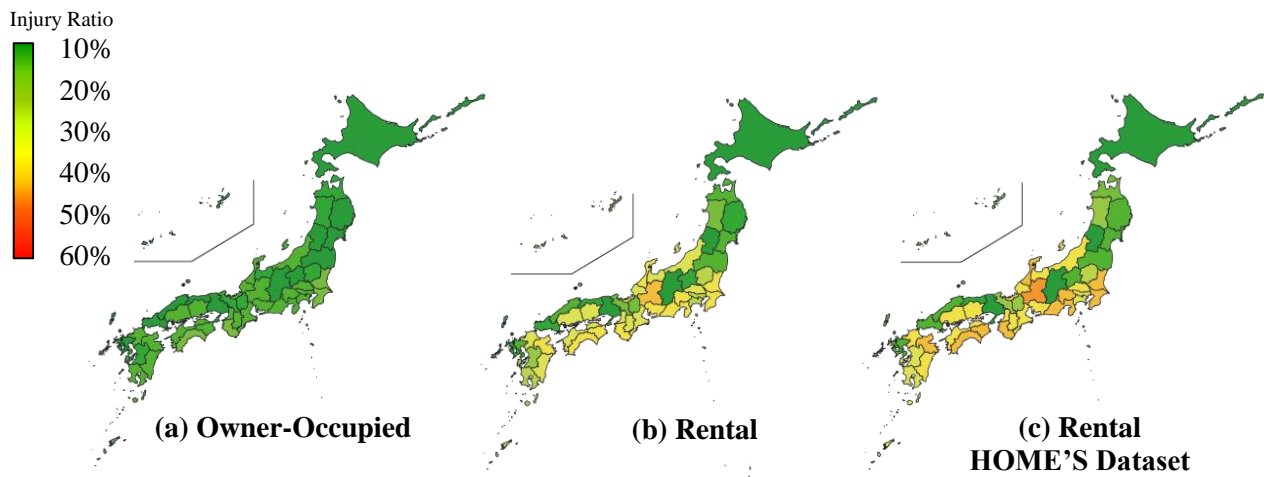 Injury Ratio
10%
20%
30%
40%
50%
60%
(a) Owner-Occupied
(b) Rental
(c) Rental
HOME'S Dataset